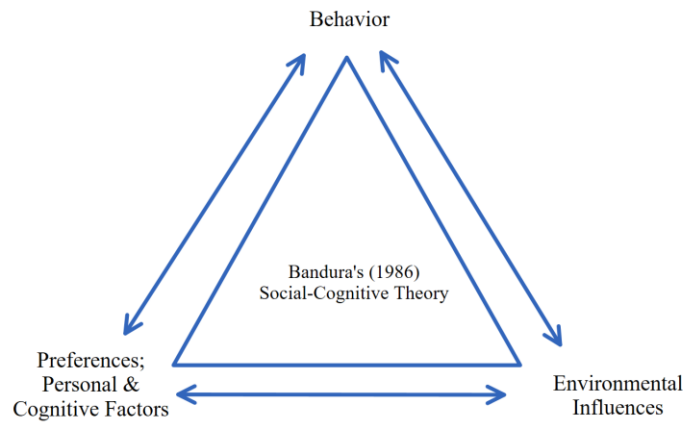 Behavior
Bandura's (1986)
Social-Cognitive Theory
Preferences;
Personal &
Cognitive Factors
Environmental
Influences